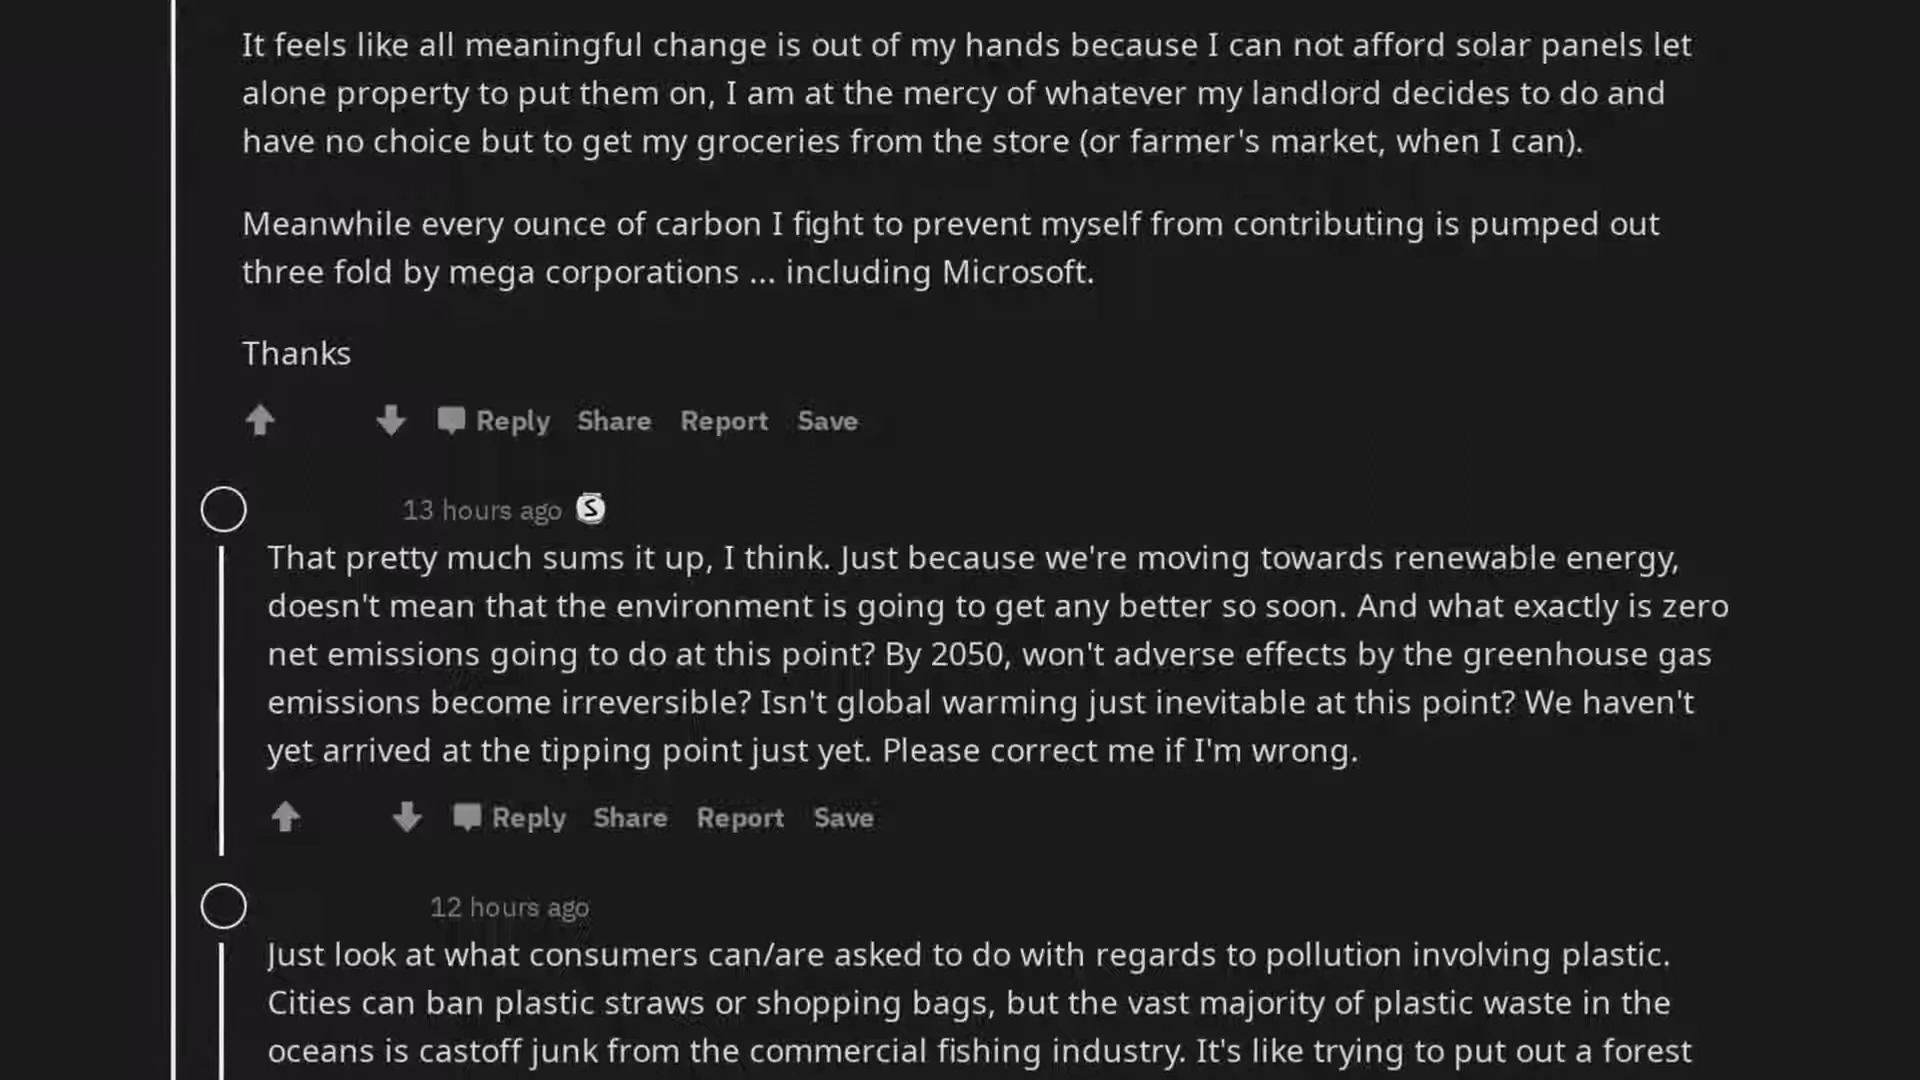 It feels like all meaningful change is out of my hands because I can not afford solar panels let
alone property to put them on, I am at the mercy of whatever my landlord decides to do and
have no choice but to get my groceries from the store (or farmer's market, when I can).
Meanwhile every ounce of carbon I fight to prevent myself from contributing is pumped out
three fold by mega corporations ... including Microsoft.
Thanks
Reply Share Report Save
13 hours ago S
That pretty much sums it up, I think. Just because we're moving towards renewable energy,
doesn't mean that the environment is going to get any better so soon. And what exactly is zero
net emissions going to do at this point? By 2050, won't adverse effects by the greenhouse gas
emissions become irreversible? Isn't global warming just inevitable at this point? We haven't
yet arrived at the tipping point just yet. Please correct me if I'm wrong.
Reply Share Report Save
12 hours ago
Just look at what consumers can/are asked to do with regards to pollution involving plastic.
Cities can ban plastic straws or shopping bags, but the vast majority of plastic waste in the
oceans is castoff junk from the commercial fishing industry. It's like trying to put out a forest